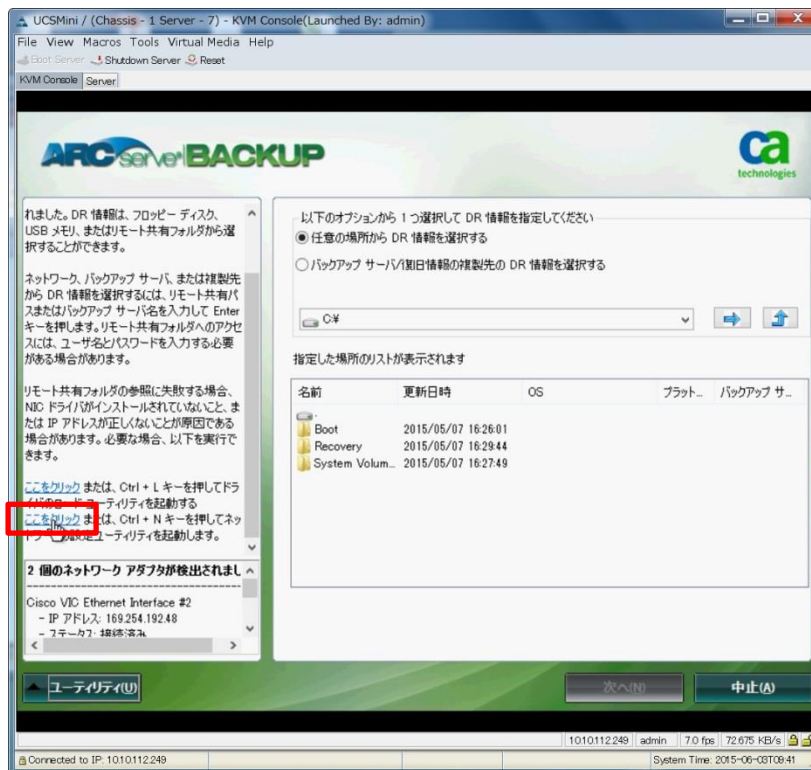 UCSMini / (Chassis - 1 Server - 7) - KVM Console(Launched By: admin)
File View Macros Tools Virtual Media Help
Boot Server Shutdown Server Reset
KVM Console Server
ARCserve BACKUP
ca
technologies
れました。DR 情報は、フロッピー ディスク、
USB メモリ、またはリモート共有フォルダから選
択することができます。
ネットワーク、バックアップ サーバ、または複製先
から DR 情報を選択するには、リモート共有パ
スまたはバックアップ サーバ名を入力して Enter
キーを押します。リモート共有フォルダへのアクセ
スには、ユーザ名とパスワードを入力する必要
がある場合があります。
リモート共有フォルダの参照に失敗する場合、
NIC ドライバがインストールされていないこと、ま
たは IP アドレスが正しくないことが原因である
場合があります。必要な場合、以下を実行で
きます。
ここをクリック または、Ctrl + L キーを押してドラ
イバのロード ユーティリティを起動する
ここをクリック または、Ctrl + N キーを押してネッ
トワークの設定ユーティリティを起動します。
2 個のネットワーク アダプタが検出されまし
Cisco VIC Ethernet Interface #2
- IP アドレス: 169.254.192.48
- ステータス: 接続済み
以下のオプションから 1 つ選択して DR 情報を指定してください
任意の場所から DR 情報を選択する
バックアップ サーバ/復旧情報の複製先の DR 情報を選択する
C:¥
指定した場所のリストが表示されます
名前 更新日時 OS プラット... バックアップ サ...
.
Boot 2015/05/07 16:26:01
Recovery 2015/05/07 16:29:44
System Volum... 2015/05/07 16:27:49
ユーティリティ(U)
次へ(N)
中止(A)
10.10.112.249 admin 7.0 fps 72.675 KB/s
Connected to IP: 10.10.112.249
System Time: 2015-06-03T09:41